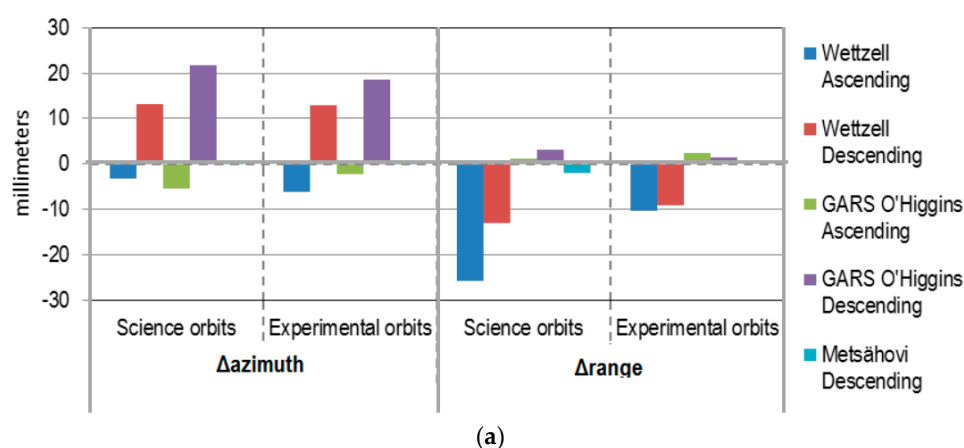 30
20
10
0
-10
-20
-30
millimeters
Science orbits
Experimental orbits
Science orbits
Experimental orbits
Δazimuth
Δrange
Wettzell
Ascending
Wettzell
Descending
GARS O'Higgins
Ascending
GARS O'Higgins
Descending
Metsähovi
Descending
(a)